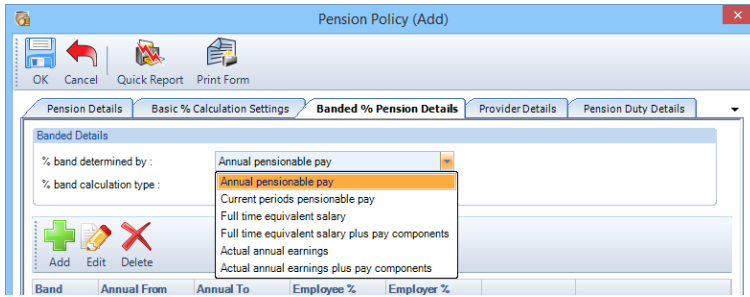 Pension Policy (Add)
OK Cancel Quick Report Print Form
Pension Details Basic % Calculation Settings Banded % Pension Details Provider Details Pension Duty Details
Banded Details
% band determined by : Annual pensionable pay
% band calculation type :
Annual pensionable pay
Current periods pensionable pay
Full time equivalent salary
Full time equivalent salary plus pay components
Actual annual earnings
Actual annual earnings plus pay components
Add Edit Delete
Band Annual From Annual To Employee % Employer %